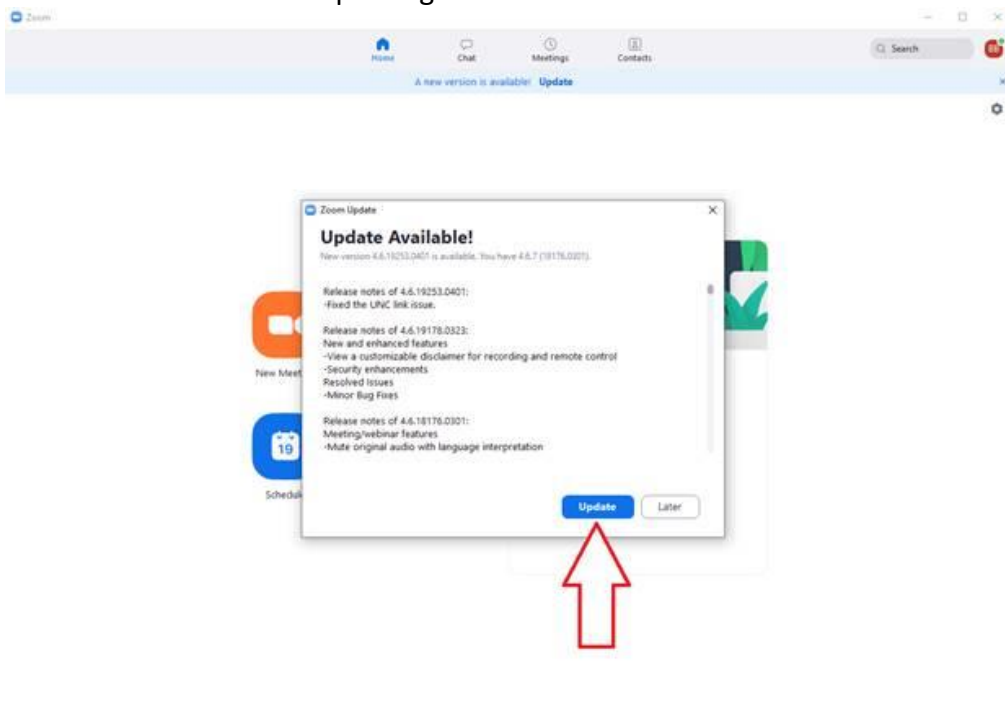 Zoom
Home
Chat
Meetings
Contacts
Search
A new version is available! Update
Zoom Update
Update Available!
New version 4.6.19253.0401 is available. You have 4.6.7 (19176.0301).
Release notes of 4.6.19253.0401:
-Fixed the UNC link issue.
Release notes of 4.6.19178.0323:
New and enhanced features
-View a customizable disclaimer for recording and remote control
-Security enhancements
Resolved Issues
-Minor Bug Fixes
Release notes of 4.6.18176.0301:
Meeting/webinar features
-Mute original audio with language interpretation
New Meet
19
Schedul
Update
Later